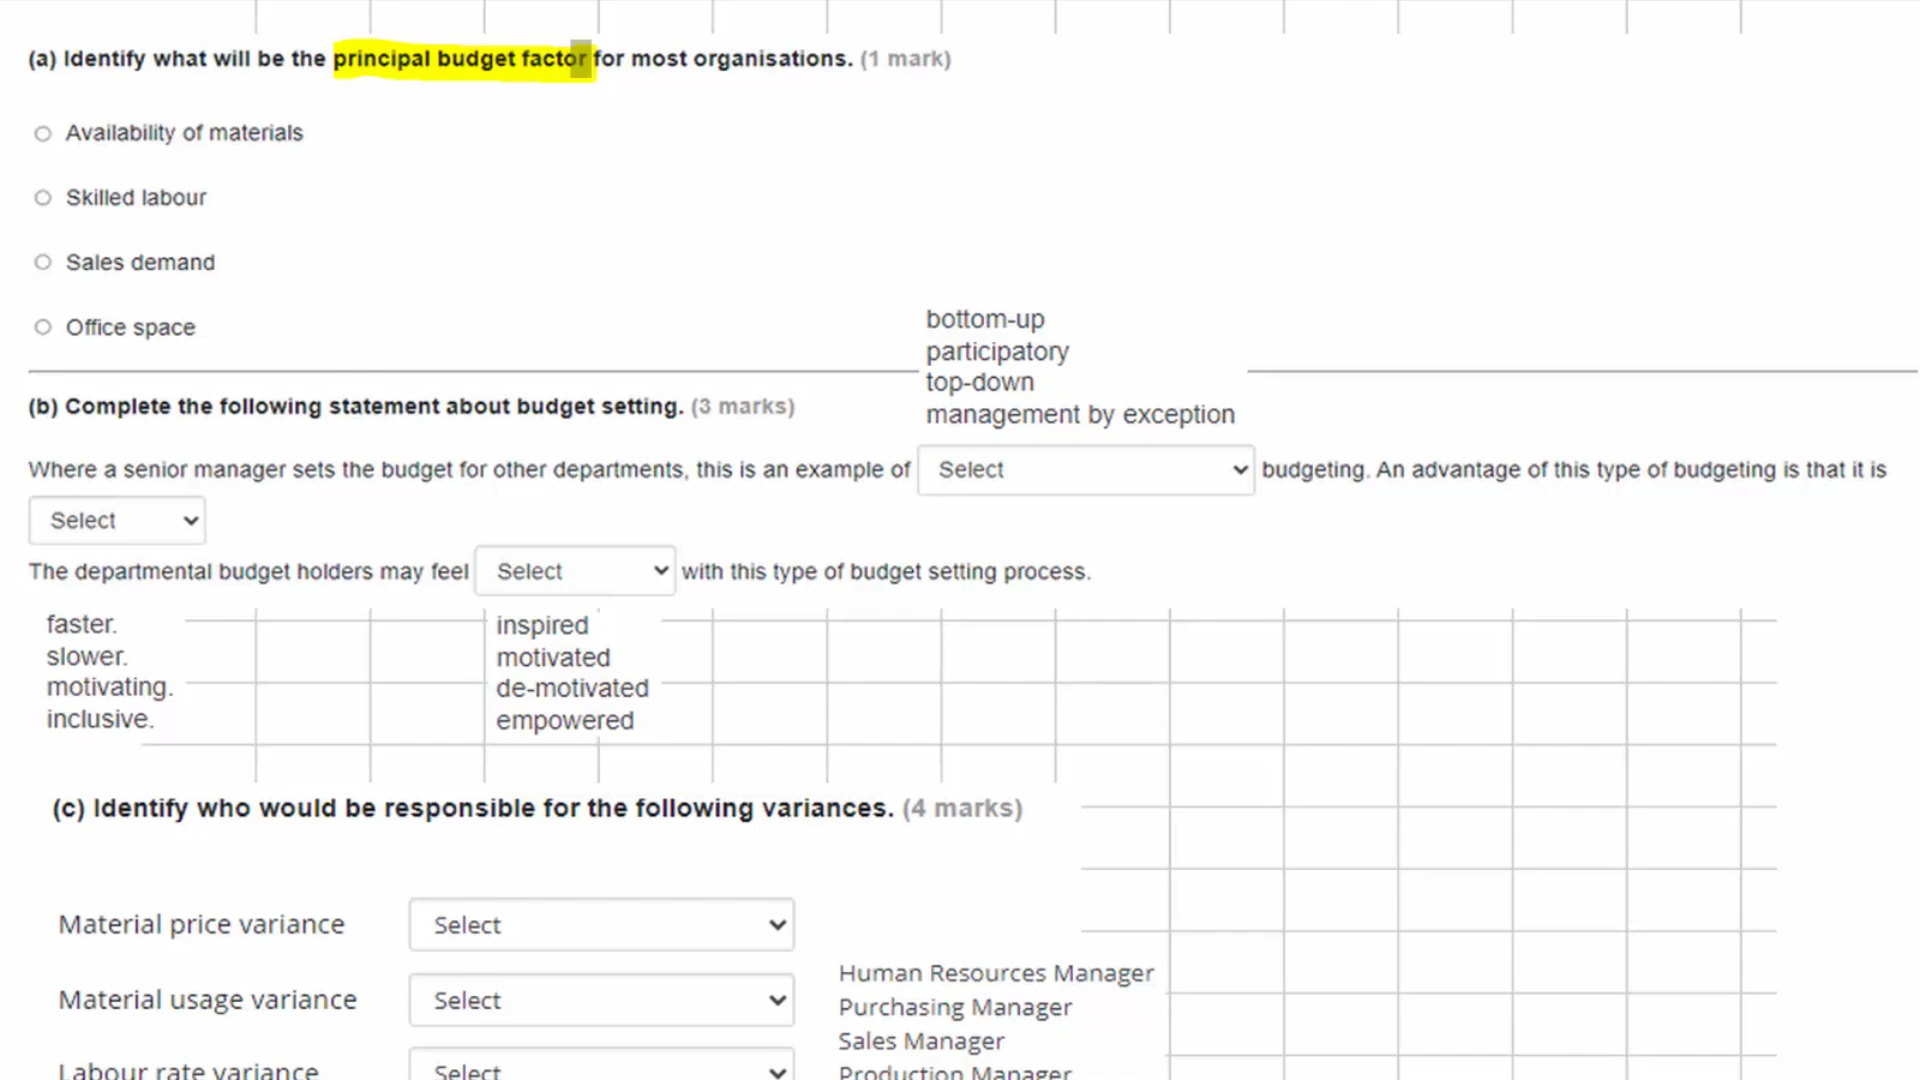 (a) Identify what will be the principal budget factor for most organisations. (1 mark)
Availability of materials
Skilled labour
Sales demand
Office space
bottom-up
participatory
top-down
management by exception
(b) Complete the following statement about budget setting. (3 marks)
Where a senior manager sets the budget for other departments, this is an example of Select budgeting. An advantage of this type of budgeting is that it is
Select
The departmental budget holders may feel Select with this type of budget setting process.
faster.
slower.
motivating.
inclusive.
inspired
motivated
de-motivated
empowered
(c) Identify who would be responsible for the following variances. (4 marks)
Material price variance Select
Material usage variance Select
Labour rate variance Select
Human Resources Manager
Purchasing Manager
Sales Manager
Production Manager